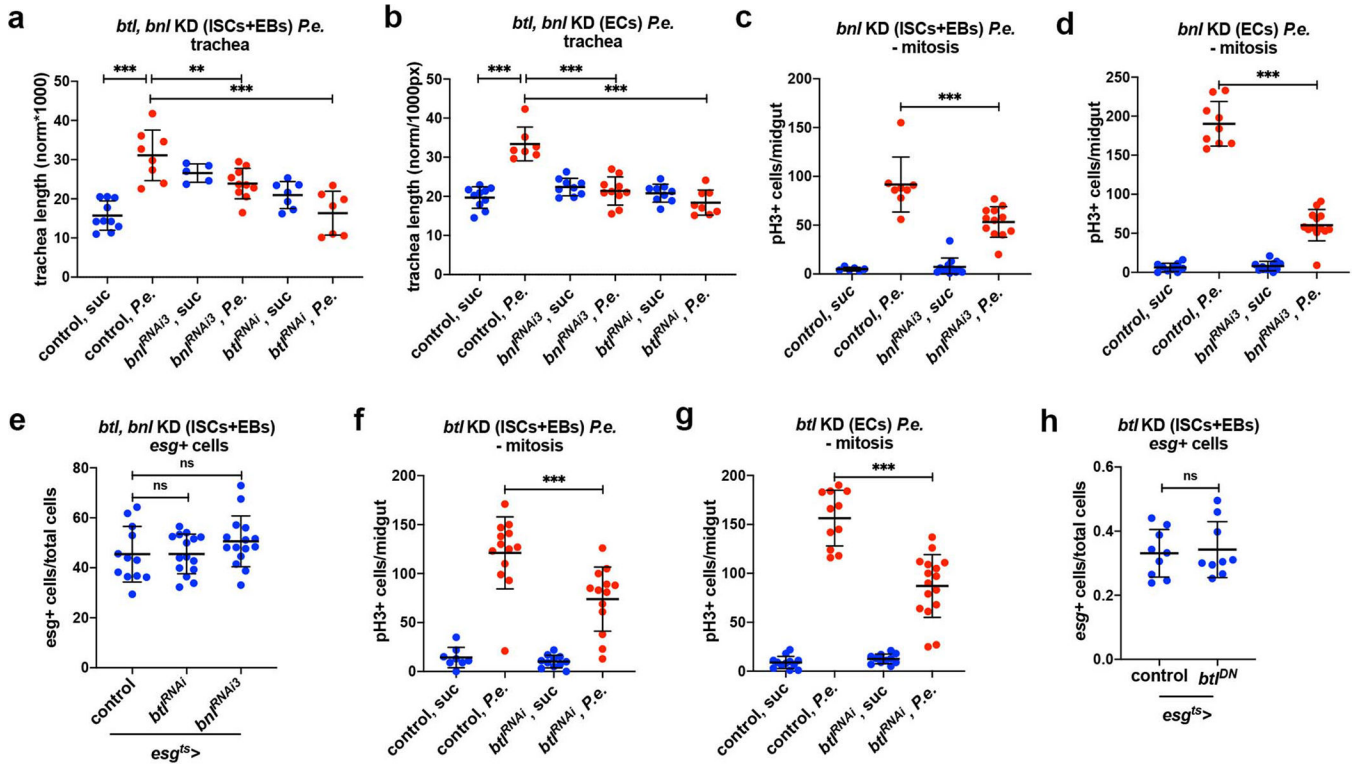 a
btl, bnl KD (ISCs+EBs) P.e.
trachea
trachea length (norm*1000)
50
40
30
20
10
0
***
**
***
control, suc
control, P.e.
bnlRNAi3, suc
bnlRNAi3, P.e.
btlRNAi, suc
btlRNAi, P.e.
b
btl, bnl KD (ECs) P.e.
trachea
trachea length (norm/1000px)
50
40
30
20
10
0
***
***
***
control, suc
control, P.e.
bnlRNAi3, suc
bnlRNAi3, P.e.
btlRNAi, suc
btlRNAi, P.e.
c
bnl KD (ISCs+EBs) P.e.
- mitosis
pH3+ cells/midgut
200
150
100
50
0
***
control, suc
control, P.e.
bnlRNAi3, suc
bnlRNAi3, P.e.
d
bnl KD (ECs) P.e.
- mitosis
pH3+ cells/midgut
250
200
150
100
50
0
***
control, suc
control, P.e.
bnlRNAi3, suc
bnlRNAi3, P.e.
e
btl, bnl KD (ISCs+EBs)
esg+ cells
esg+ cells/total cells
80
60
40
20
0
ns
ns
control
btlRNAi
bnlRNAi3
esgts>
f
btl KD (ISCs+EBs) P.e.
- mitosis
pH3+ cells/midgut
200
150
100
50
0
***
control, suc
control, P.e.
btlRNAi, suc
btlRNAi, P.e.
g
btl KD (ECs) P.e.
- mitosis
pH3+ cells/midgut
200
150
100
50
0
***
control, suc
control, P.e.
btlRNAi, suc
btlRNAi, P.e.
h
btl KD (ISCs+EBs)
esg+ cells
esg+ cells/total cells
0.6
0.4
0.2
0.0
ns
control btlDN
esgts>